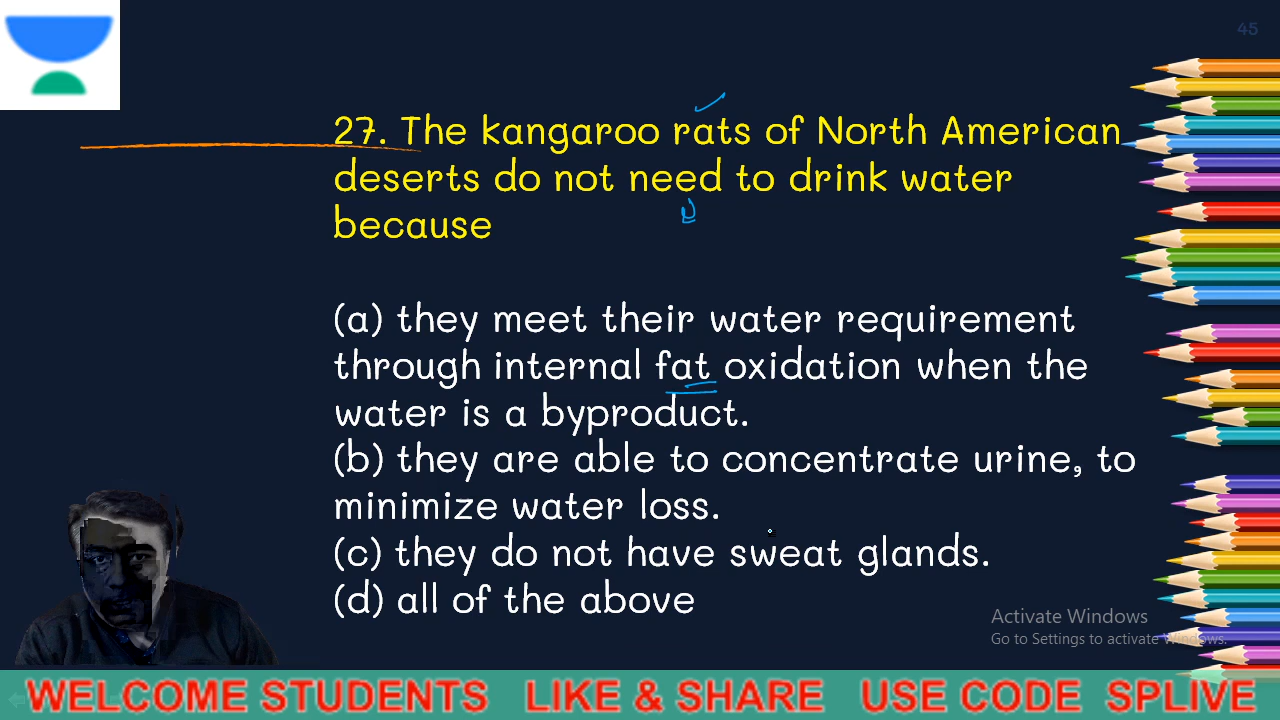 45
27. The kangaroo rats of North American
deserts do not need to drink water
because
(a) they meet their water requirement
through internal fat oxidation when the
water is a byproduct.
(b) they are able to concentrate urine, to
minimize water loss.
(c) they do not have sweat glands.
(d) all of the above
Activate Windows
Go to Settings to activate Windows.
WELCOME STUDENTS LIKE & SHARE USE CODE SPLIVE